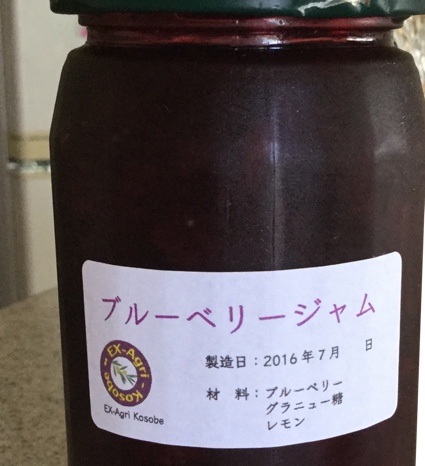 ブルーベリージャム
EX-Agri - Kosobe -
EX-Agri Kosobe
製造日：2016年7月　　日
材　料：ブルーベリー
グラニュー糖
レモン